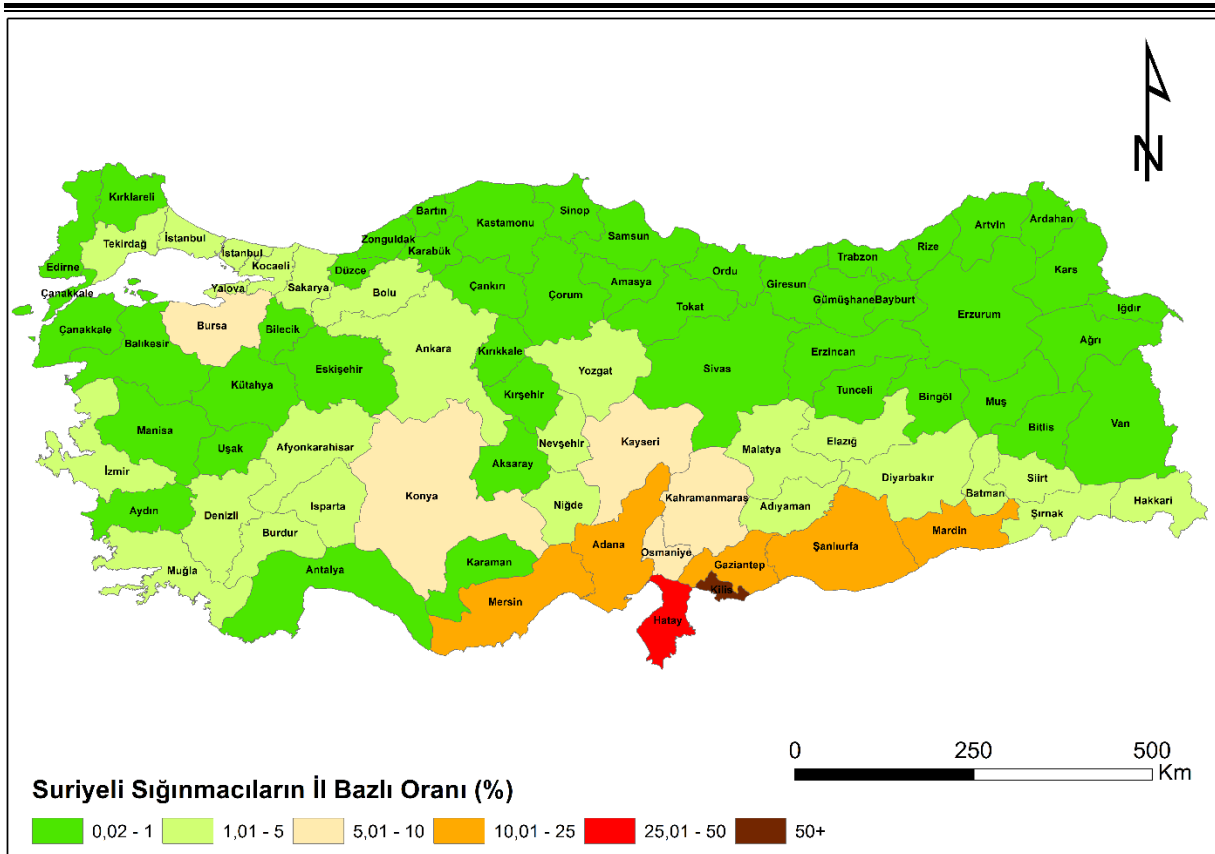 N
Kırklareli
Tekirdağ
İstanbul
İstanbul
Kocaeli
Edirne
Çanakkale
Yalova
Sakarya
Düzce
Bolu
Zonguldak
Bartın
Karabük
Kastamonu
Sinop
Samsun
Çankırı
Çorum
Amasya
Ordu
Tokat
Giresun
Trabzon
Gümüşhane
Bayburt
Rize
Artvin
Ardahan
Kars
Iğdır
Ağrı
Erzurum
Erzincan
Çanakkale
Balıkesir
Bursa
Bilecik
Kütahya
Eskişehir
Ankara
Kırıkkale
Kırşehir
Yozgat
Sivas
Tunceli
Bingöl
Muş
Bitlis
Van
Manisa
Uşak
Afyonkarahisar
İzmir
Aydın
Denizli
Isparta
Burdur
Muğla
Antalya
Konya
Aksaray
Nevşehir
Niğde
Kayseri
Karaman
Mersin
Adana
Kahramanmaraş
Osmaniye
Malatya
Elazığ
Adıyaman
Diyarbakır
Batman
Siirt
Şırnak
Hakkari
Mardin
Şanlıurfa
Gaziantep
Kilis
Hatay
0 250 500
Km
Suriyeli Sığınmacıların İl Bazlı Oranı (%)
0,02 - 1 1,01 - 5 5,01 - 10 10,01 - 25 25,01 - 50 50+